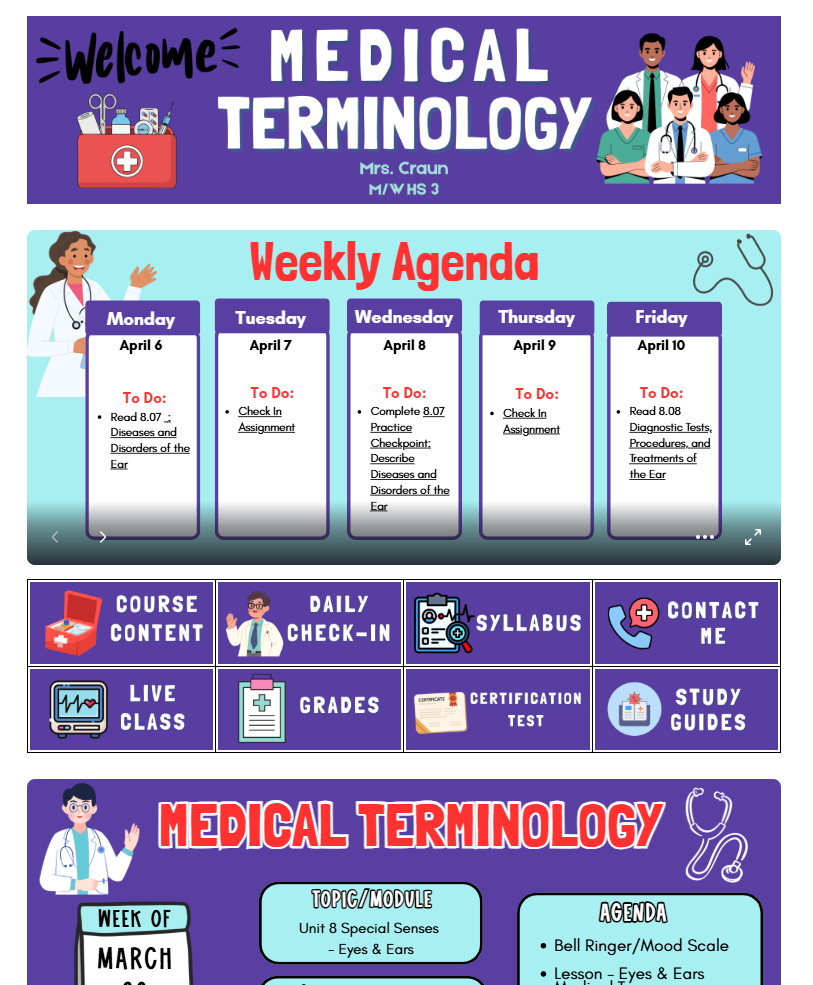 Welcome
MEDICAL
TERMINOLOGY
Mrs. Craun
M/WHS 3
Weekly Agenda
Monday
April 6
To Do:
• Read 8.07 :
Diseases and
Disorders of the
Ear
Tuesday
April 7
To Do:
• Check In
Assignment
Wednesday
April 8
To Do:
• Complete 8.07
Practice
Checkpoint:
Describe
Diseases and
Disorders of the
Ear
Thursday
April 9
To Do:
• Check In
Assignment
Friday
April 10
To Do:
• Read 8.08
Diagnostic Tests,
Procedures, and
Treatments of
the Ear
COURSE
CONTENT
DAILY
CHECK-IN
SYLLABUS
CONTACT
ME
LIVE
CLASS
GRADES
CERTIFICATE
CERTIFICATION
TEST
STUDY
GUIDES
MEDICAL TERMINOLOGY
WEEK OF
MARCH
TOPIC/MODULE
Unit 8 Special Senses
- Eyes & Ears
AGENDA
• Bell Ringer/Mood Scale
• Lesson - Eyes & Ears